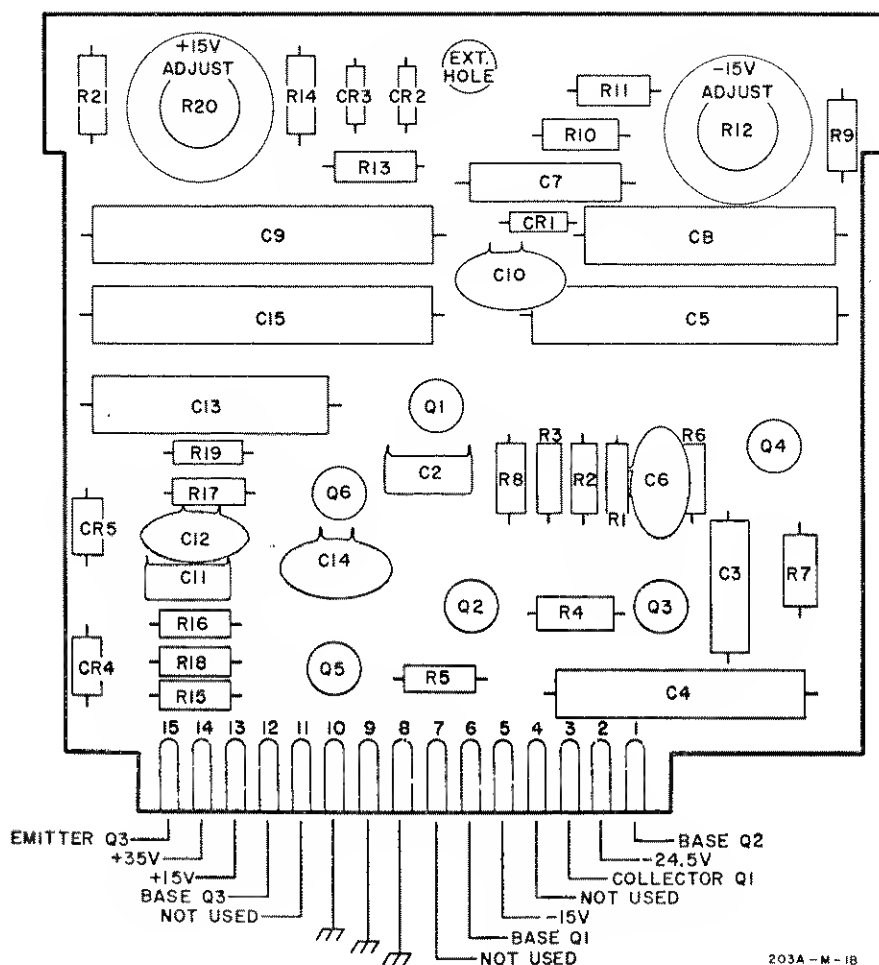 +15V
ADJUST
R20
R21
R14
CR3
CR2
EXT.
HOLE
R11
R10
-15V
ADJUST
R12
R9
R13
C7
CR1
C9
C8
C10
C15
C5
C13
Q1
Q4
R19
C2
R8
R3
R2
R1
C6
R6
R17
Q6
CR5
C12
C14
C11
C3
R7
R16
Q2
R4
Q3
CR4
R18
Q5
R5
R15
C4
15 14 13 12 11 10 9 8 7 6 5 4 3 2 1
EMITTER Q3
+35V
+15V
BASE Q3
NOT USED
BASE Q2
-24.5V
COLLECTOR Q1
NOT USED
-15V
BASE Q1
NOT USED
203A-M-1B